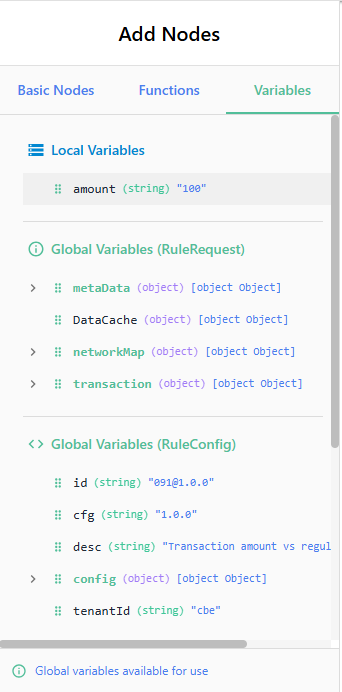 Add Nodes
Basic Nodes Functions Variables
Local Variables
amount (string) "100"
Global Variables (RuleRequest)
metaData (object) [object Object]
DataCache (object) [object Object]
networkMap (object) [object Object]
transaction (object) [object Object]
Global Variables (RuleConfig)
id (string) "091@1.0.0"
cfg (string) "1.0.0"
desc (string) "Transaction amount vs regul
config (object) [object Object]
tenantId (string) "cbe"
Global variables available for use